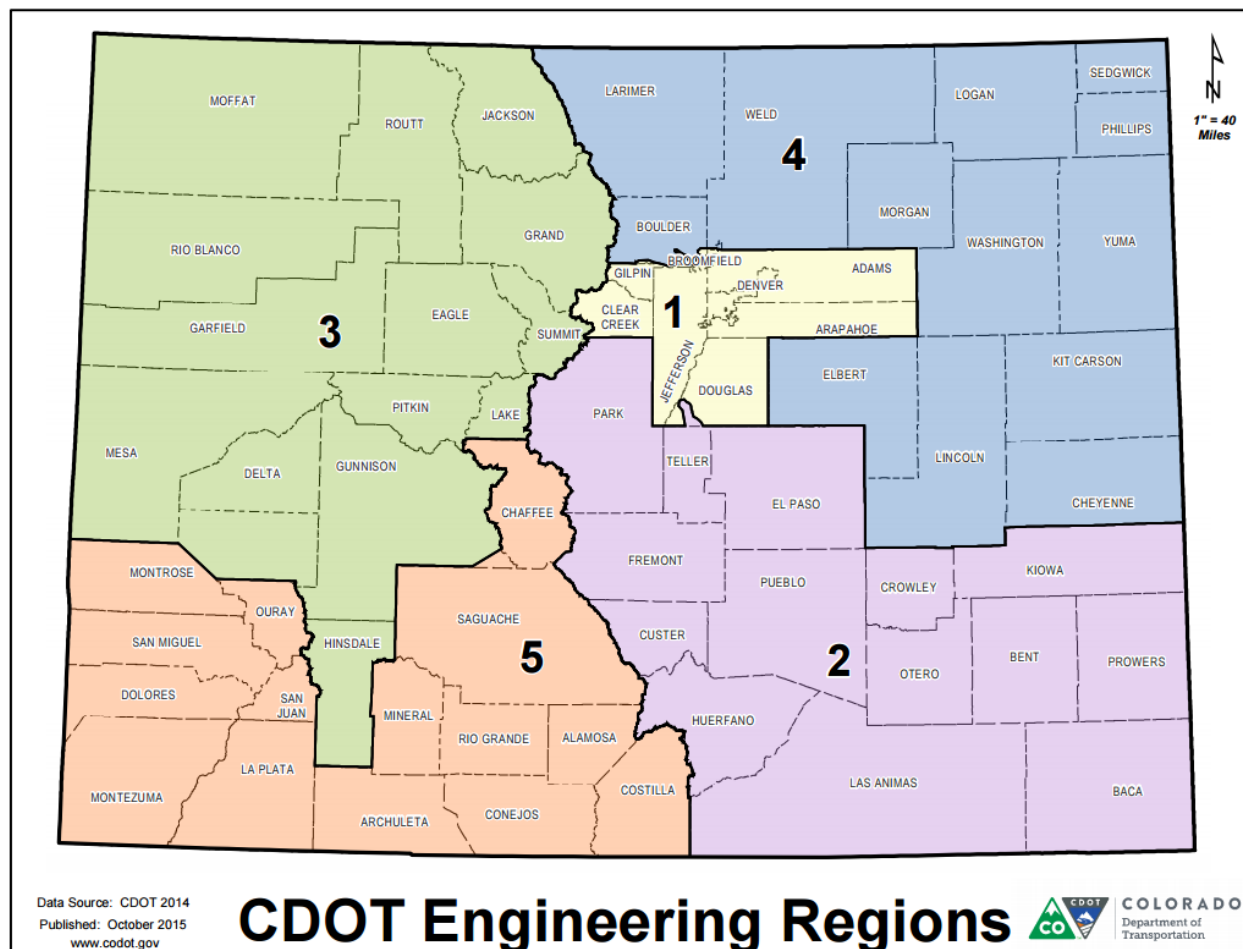 MOFFAT
ROUTT
JACKSON
LARIMER
WELD
LOGAN
SEDGWICK
PHILLIPS
N
1" = 40
Miles
4
MORGAN
RIO BLANCO
GRAND
BOULDER
WASHINGTON
YUMA
BROOMFIELD
GILPIN
DENVER
ADAMS
GARFIELD
3
EAGLE
SUMMIT
CLEAR
CREEK
1
ARAPAHOE
JEFFERSON
DOUGLAS
ELBERT
KIT CARSON
MESA
PITKIN
LAKE
PARK
DELTA
GUNNISON
TELLER
LINCOLN
CHAFFEE
EL PASO
CHEYENNE
MONTROSE
OURAY
FREMONT
PUEBLO
CROWLEY
KIOWA
SAN MIGUEL
HINSDALE
SAGUACHE
5
CUSTER
2
OTERO
BENT
PROWERS
DOLORES
SAN
JUAN
MINERAL
RIO GRANDE
ALAMOSA
HUERFANO
MONTEZUMA
LA PLATA
ARCHULETA
CONEJOS
COSTILLA
LAS ANIMAS
BACA
Data Source: CDOT 2014
Published: October 2015
www.codot.gov
CDOT Engineering Regions
CO
CDOT
COLORADO
Department of
Transportation